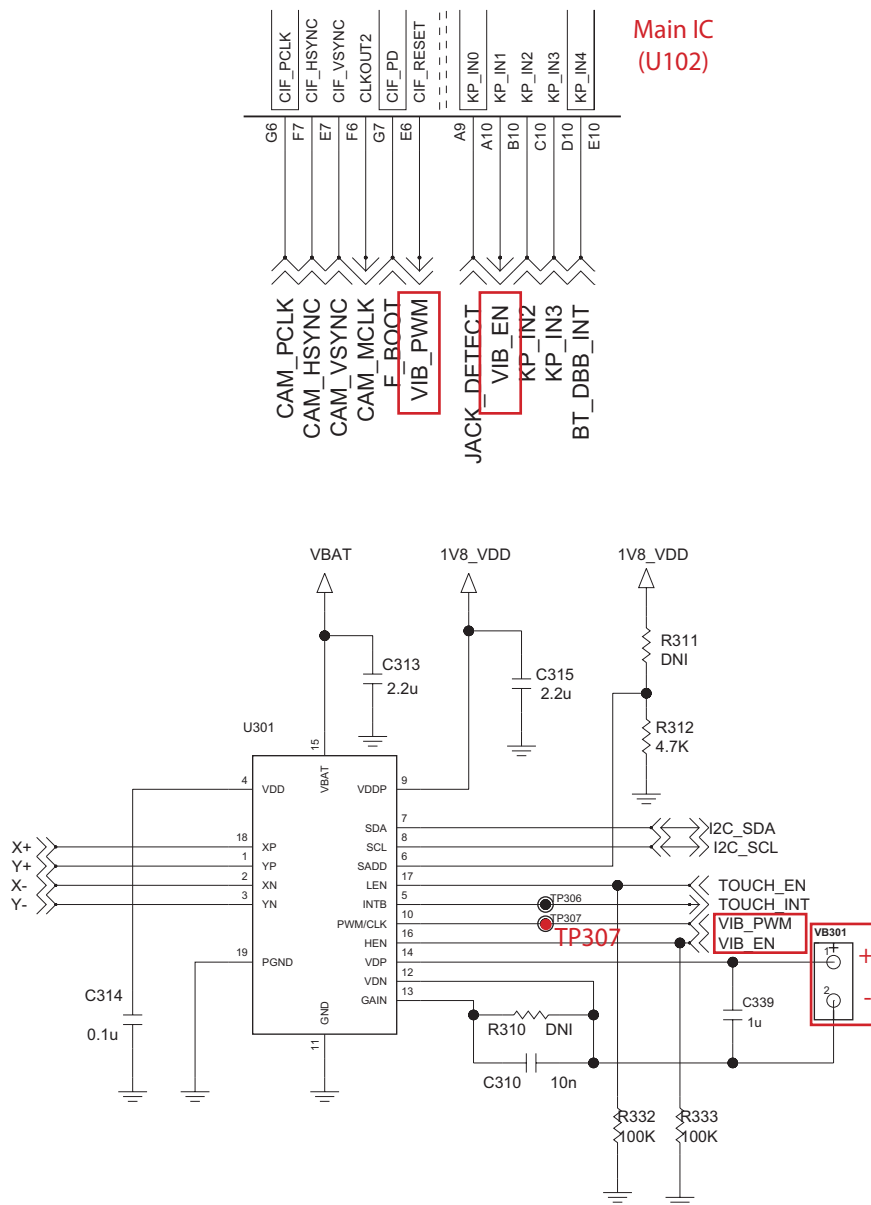 Main IC
(U102)
CIF_PCLK
CIF_HSYNC
CIF_VSYNC
CLKOUT2
CIF_PD
CIF_RESET
KP_IN0
KP_IN1
KP_IN2
KP_IN3
KP_IN4
G6
F7
E7
F6
G7
E6
A9
A10
B10
C10
D10
E10
CAM_PCLK
CAM_HSYNC
CAM_VSYNC
CAM_MCLK
F_BOOT
VIB_PWM
JACK_DETECT
VIB_EN
KP_IN2
KP_IN3
BT_DBB_INT
VBAT
1V8_VDD
1V8_VDD
R311
DNI
C313
2.2u
C315
2.2u
R312
4.7K
U301
15
VBAT
4
VDD
VDDP
9
SDA
7
I2C_SDA
X+
18
XP
SCL
8
I2C_SCL
Y+
1
YP
SADD
6
X-
2
XN
LEN
17
TOUCH_EN
Y-
3
YN
INTB
5
TP306
TOUCH_INT
PWM/CLK
10
TP307
TP307
VIB_PWM
HEN
16
VIB_EN
VB301
1
+
+
19
PGND
VDP
14
VDN
12
2
-
GAIN
13
C314
0.1u
GND
11
R310
DNI
C339
1u
C310
10n
R332
100K
R333
100K